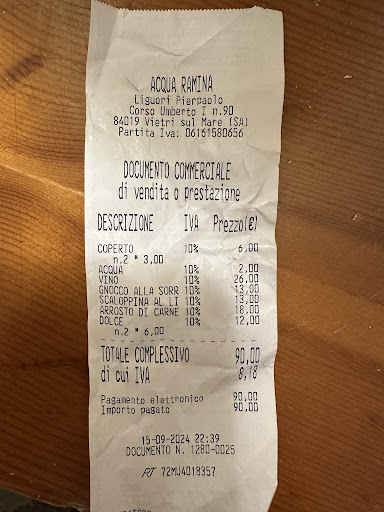 ACQUA RAMINA
Liguori Pierpaolo
Corso Umberto I n.90
84019 Vietri sul Mare (SA)
Partita Iva: 06161580656
DOCUMENTO COMMERCIALE
di vendita o prestazione
DESCRIZIONE IVA Prezzo(€)
COPERTO 10% 6,00
n.2 * 3,00
ACQUA 10% 2,00
VINO 10% 26,00
GNOCCO ALLA SORR 10% 13,00
SCALOPPINA AL LI 10% 13,00
ARROSTO DI CARNE 10% 18,00
DOLCE 10% 12,00
n.2 * 6,00
TOTALE COMPLESSIVO 90,00
di cui IVA 8,18
Pagamento elettronico 90,00
Importo pagato 90,00
15-09-2024 22:39
DOCUMENTO N. 1280-0025
RT 72MU4018357